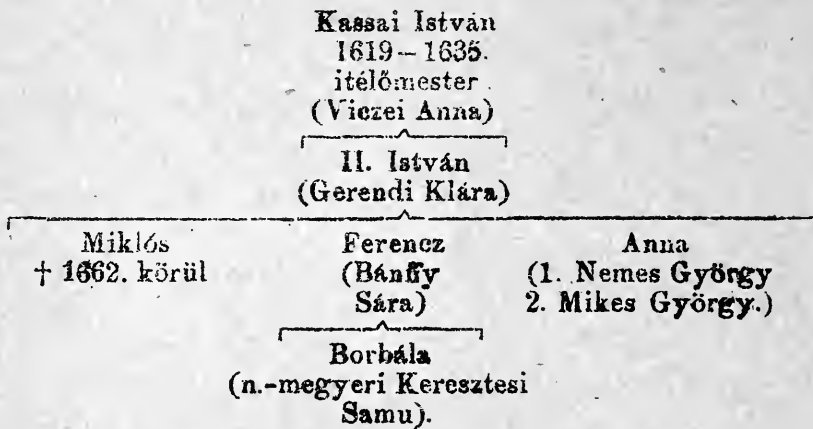 Kassai István
1619–1635.
itélőmester
(Viczei Anna)
II. István
(Gerendi Klára)
Miklós Ferencz Anna
† 1662. körül (Bánffy (1. Nemes György
Sára) 2. Mikes György.)
Borbála
(n.-megyeri Keresztesi
Samu).